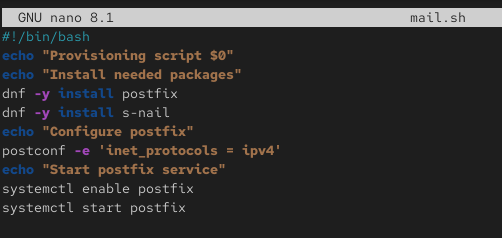 GNU nano 8.1 mail.sh
#!/bin/bash
echo "Provisioning script $0"
echo "Install needed packages"
dnf -y install postfix
dnf -y install s-nail
echo "Configure postfix"
postconf -e 'inet_protocols = ipv4'
echo "Start postfix service"
systemctl enable postfix
systemctl start postfix